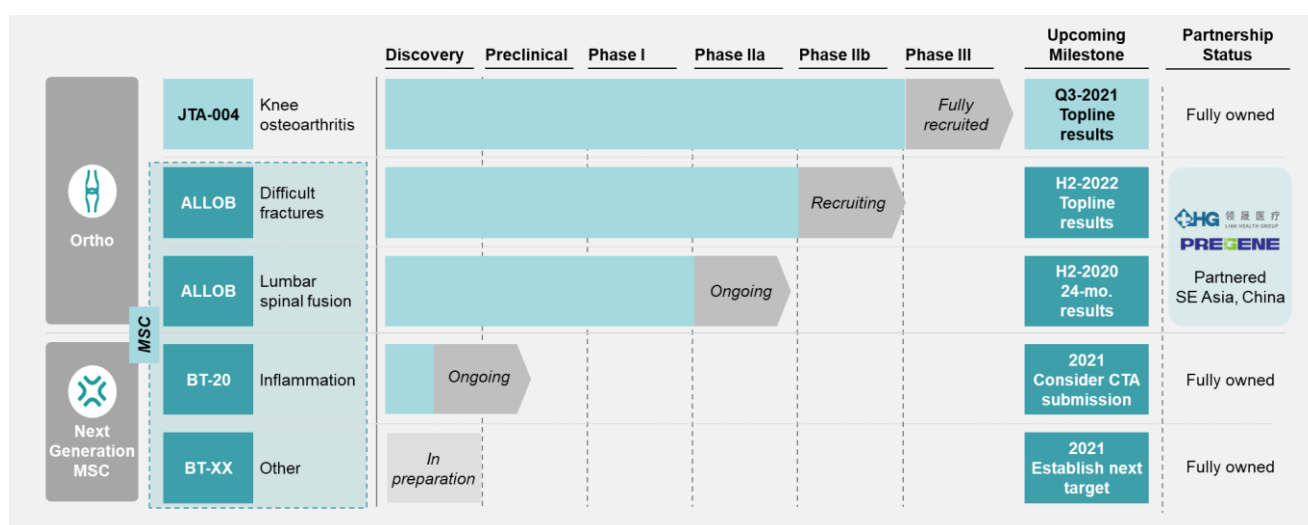 Discovery
Preclinical
Phase I
Phase IIa
Phase IIb
Phase III
Upcoming
Milestone
Partnership
Status
Ortho
JTA-004
Knee
osteoarthritis
Fully
recruited
Q3-2021
Topline
results
Fully owned
ALLOB
Difficult
fractures
Recruiting
H2-2022
Topline
results
HG 领晟医疗
LINK HEALTH GROUP
PREGENE
Partnered
SE Asia, China
ALLOB
Lumbar
spinal fusion
Ongoing
H2-2020
24-mo.
results
MSC
Next
Generation
MSC
BT-20
Inflammation
Ongoing
2021
Consider CTA
submission
Fully owned
BT-XX
Other
In
preparation
2021
Establish next
target
Fully owned